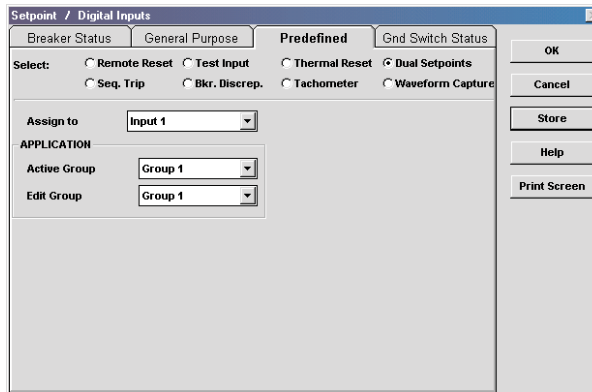 Setpoint / Digital Inputs
Breaker Status General Purpose Predefined Gnd Switch Status
Select: Remote Reset Test Input Thermal Reset Dual Setpoints
Seq. Trip Bkr. Discrep. Tachometer Waveform Capture
Assign to Input 1
APPLICATION
Active Group Group 1
Edit Group Group 1
OK
Cancel
Store
Help
Print Screen